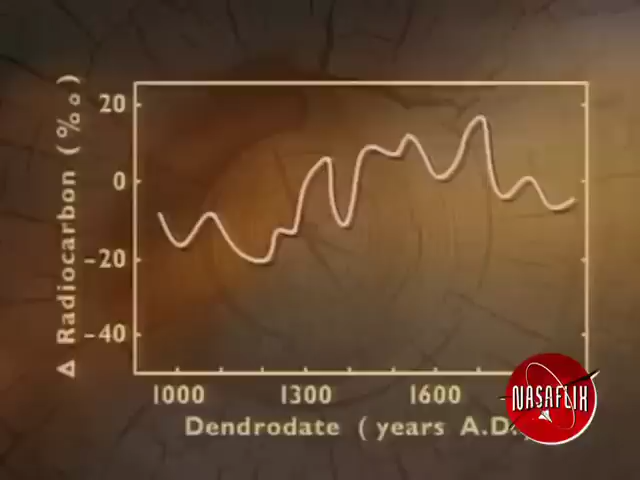 Δ Radiocarbon (‰)
20
0
-20
-40
1000 1300 1600
Dendrodate (years A.D.
NASAFLIX